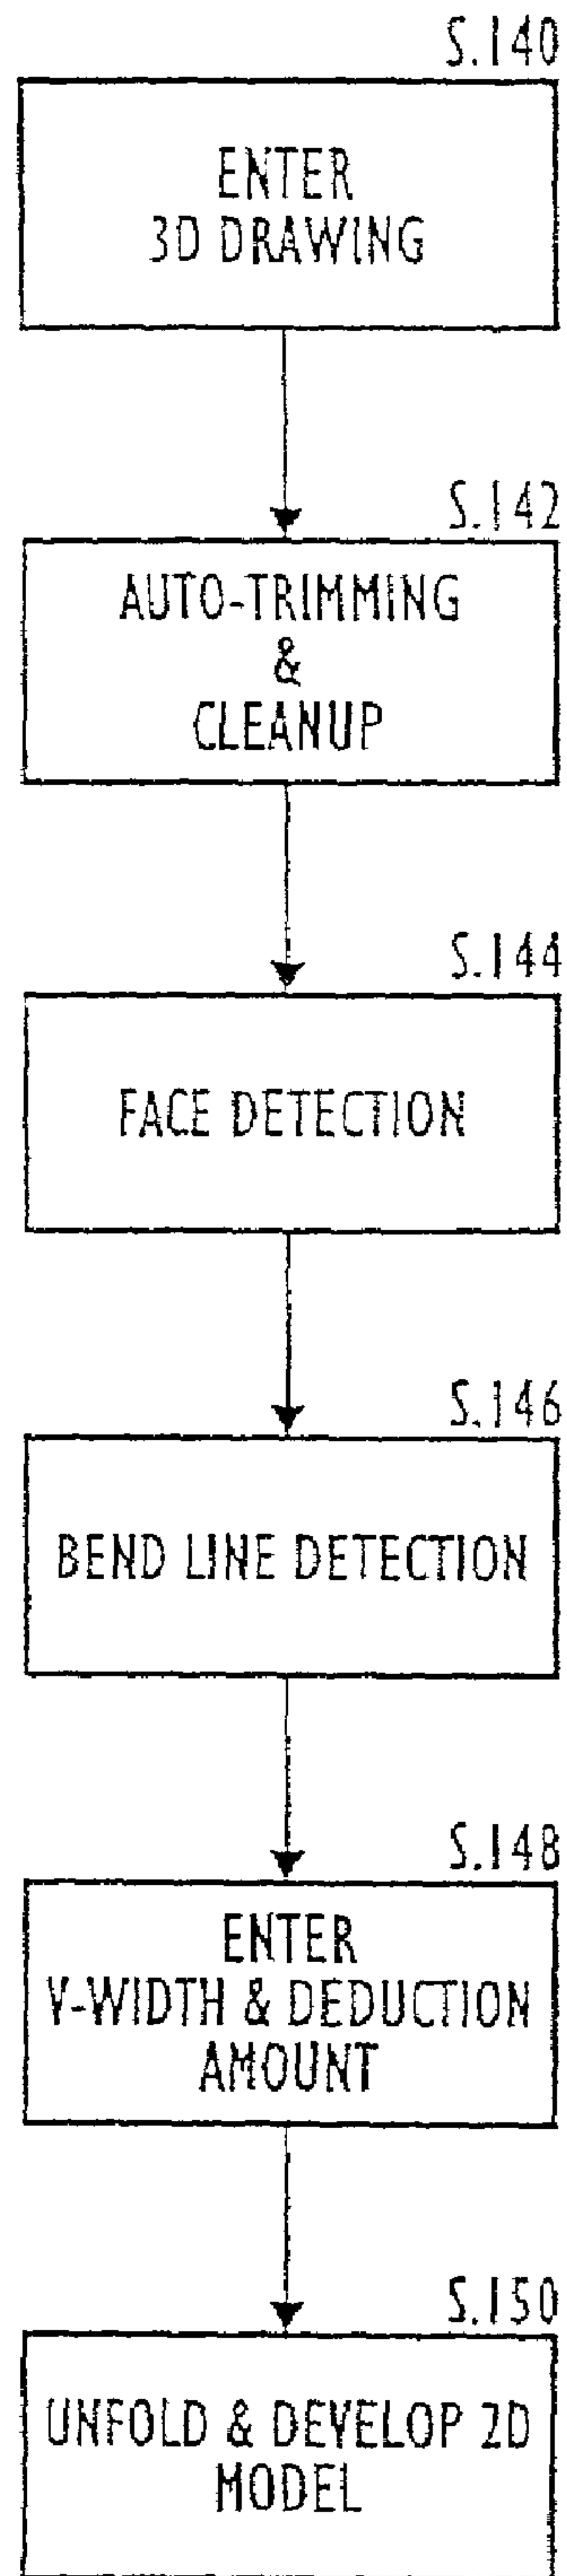 S.140
ENTER
3D DRAWING
S.142
AUTO-TRIMMING
&
CLEANUP
S.144
FACE DETECTION
S.146
BEND LINE DETECTION
S.148
ENTER
V-WIDTH & DEDUCTION
AMOUNT
S.150
UNFOLD & DEVELOP 2D
MODEL